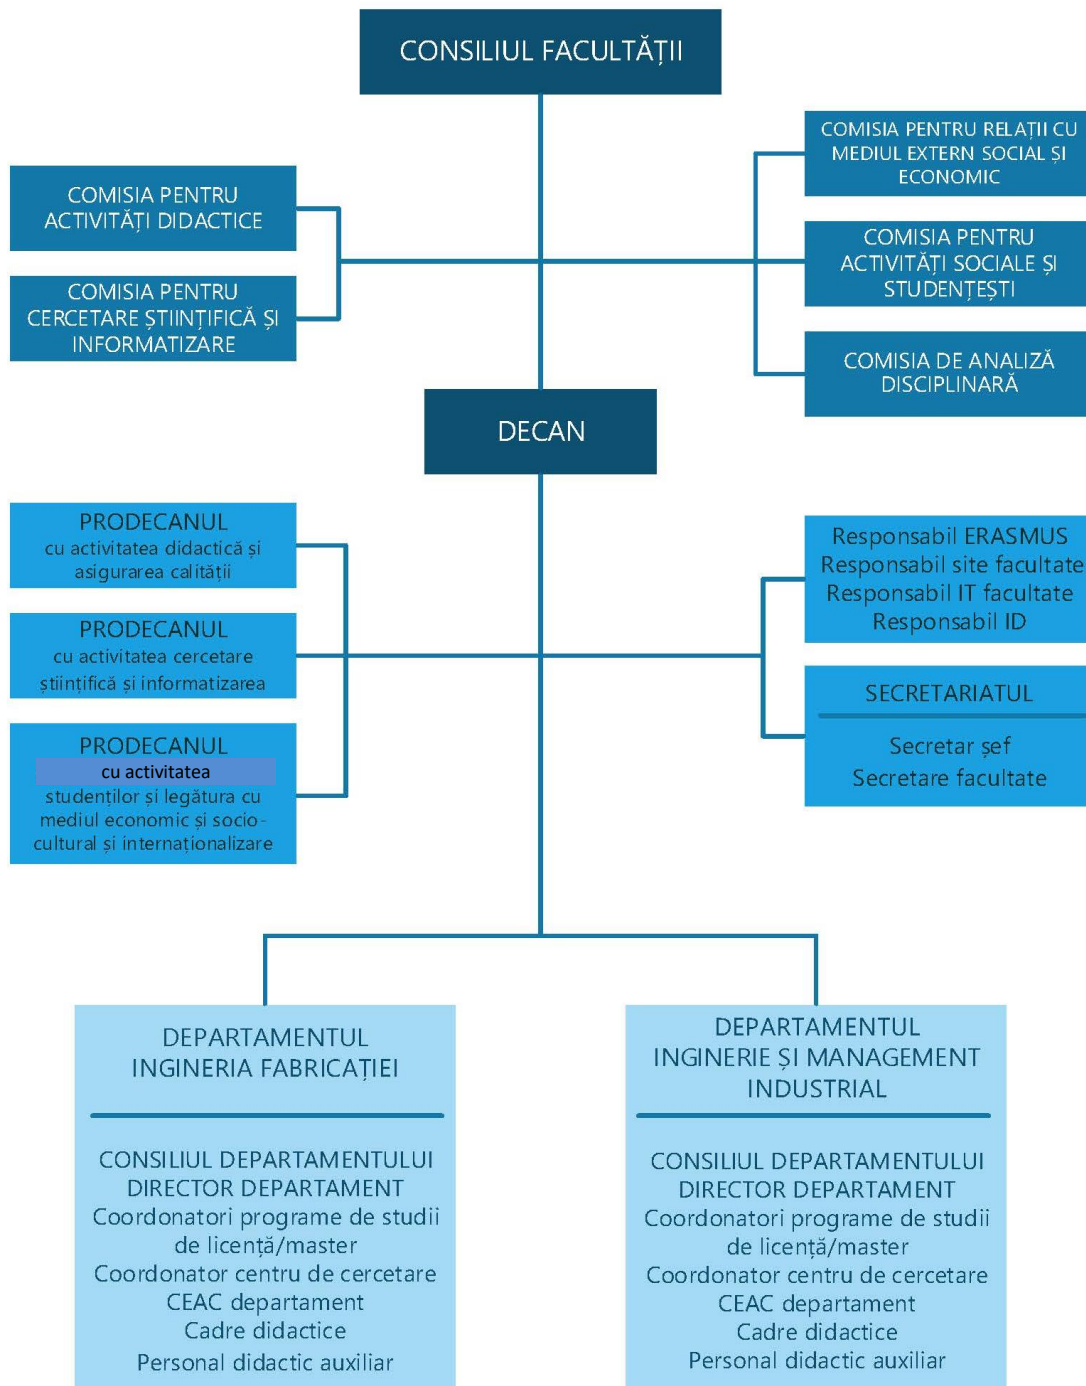 CONSILIUL FACULTĂȚII
COMISIA PENTRU
ACTIVITĂȚI DIDACTICE
COMISIA PENTRU
CERCETARE ȘTIINȚIFICĂ ȘI
INFORMATIZARE
COMISIA PENTRU RELAȚII CU
MEDIUL EXTERN SOCIAL ȘI
ECONOMIC
COMISIA PENTRU
ACTIVITĂȚI SOCIALE ȘI
STUDENȚEȘTI
COMISIA DE ANALIZĂ
DISCIPLINARĂ
DECAN
PRODECANUL
cu activitatea didactică și
asigurarea calității
PRODECANUL
cu activitatea cercetare
științifică și informatizarea
PRODECANUL
cu activitatea
studenților și legătura cu
mediul economic și socio-
cultural și internaționalizare
Responsabil ERASMUS
Responsabil site facultate
Responsabil IT facultate
Responsabil ID
SECRETARIATUL
Secretar șef
Secretare facultate
DEPARTAMENTUL
INGINERIA FABRICAȚIEI
CONSILIUL DEPARTAMENTULUI
DIRECTOR DEPARTAMENT
Coordonatori programe de studii
de licență/master
Coordonator centru de cercetare
CEAC departament
Cadre didactice
Personal didactic auxiliar
DEPARTAMENTUL
INGINERIE ȘI MANAGEMENT
INDUSTRIAL
CONSILIUL DEPARTAMENTULUI
DIRECTOR DEPARTAMENT
Coordonatori programe de studii
de licență/master
Coordonator centru de cercetare
CEAC departament
Cadre didactice
Personal didactic auxiliar